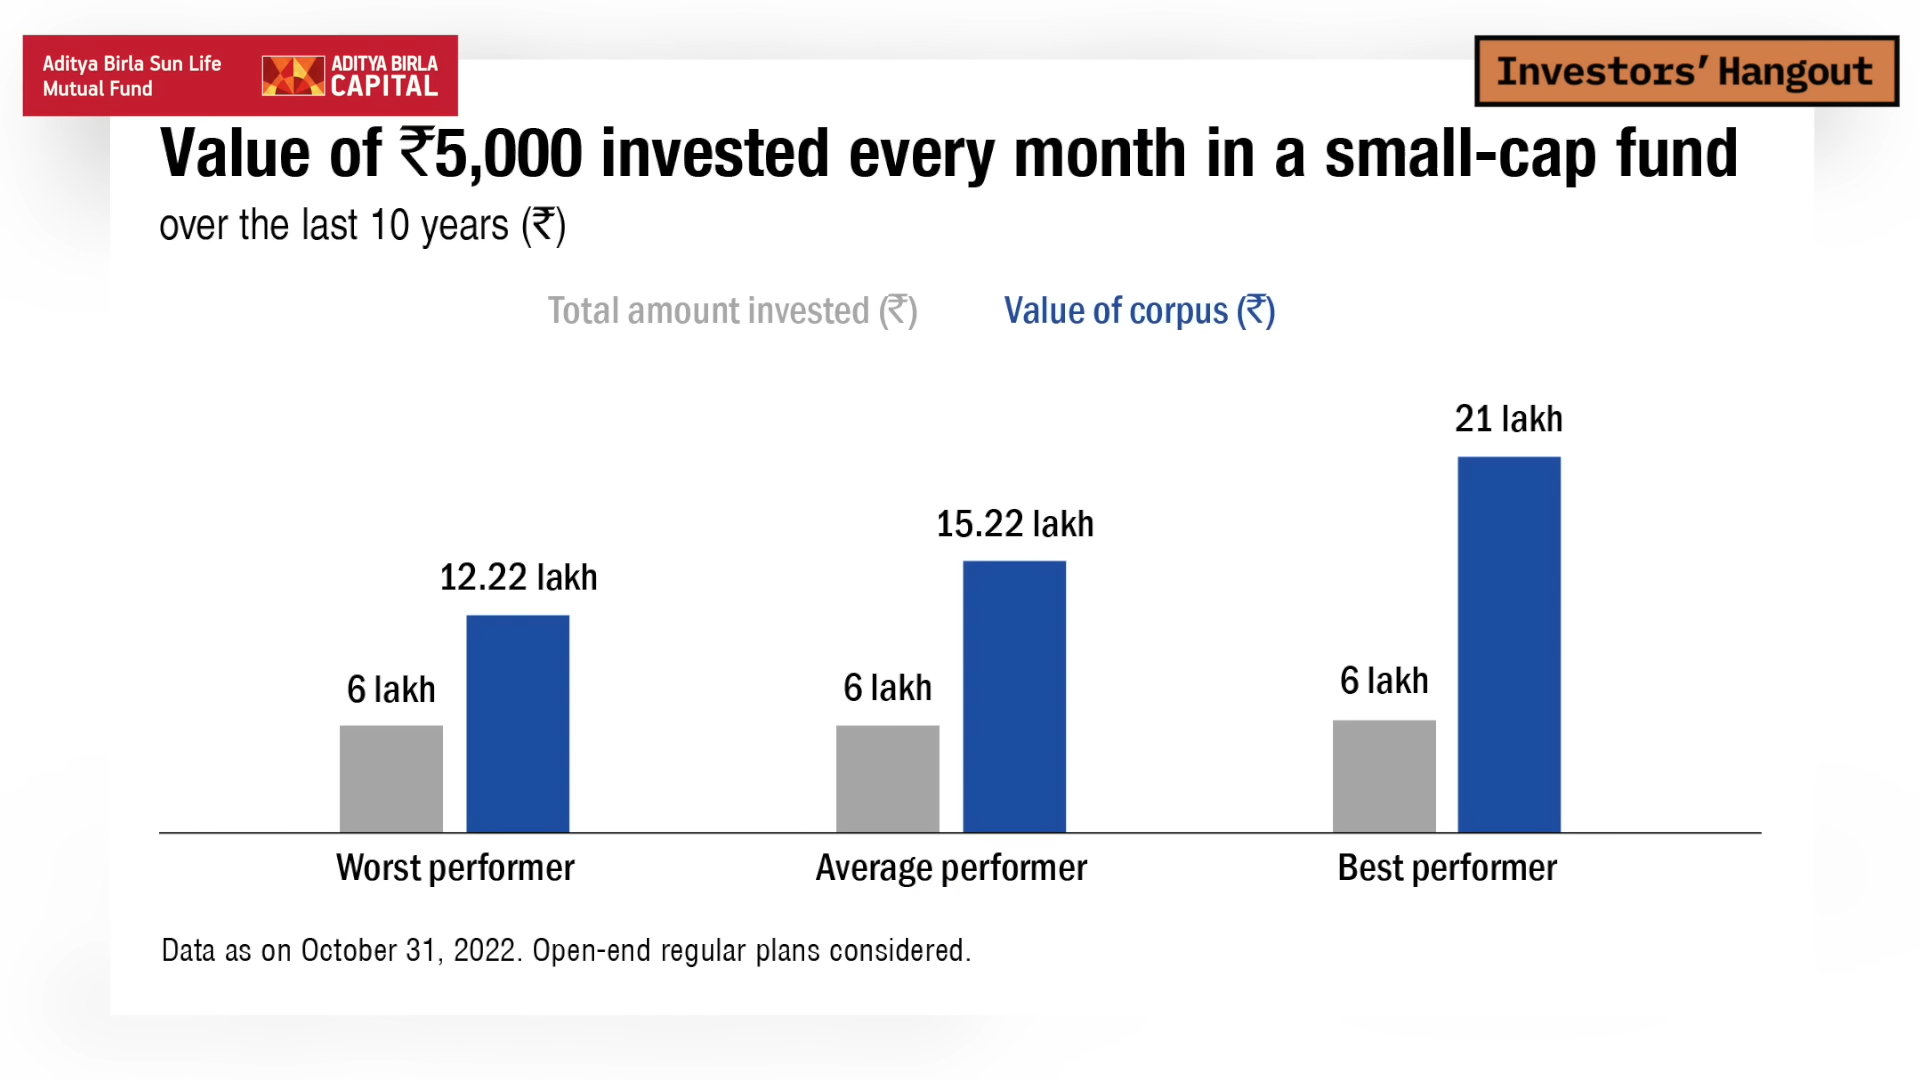 Aditya Birla Sun Life
Mutual Fund
ADITYA BIRLA
CAPITAL
Investors’ Hangout
Value of ₹5,000 invested every month in a small-cap fund
over the last 10 years (₹)
Total amount invested (₹)
Value of corpus (₹)
6 lakh
12.22 lakh
6 lakh
15.22 lakh
6 lakh
21 lakh
Worst performer
Average performer
Best performer
Data as on October 31, 2022. Open-end regular plans considered.